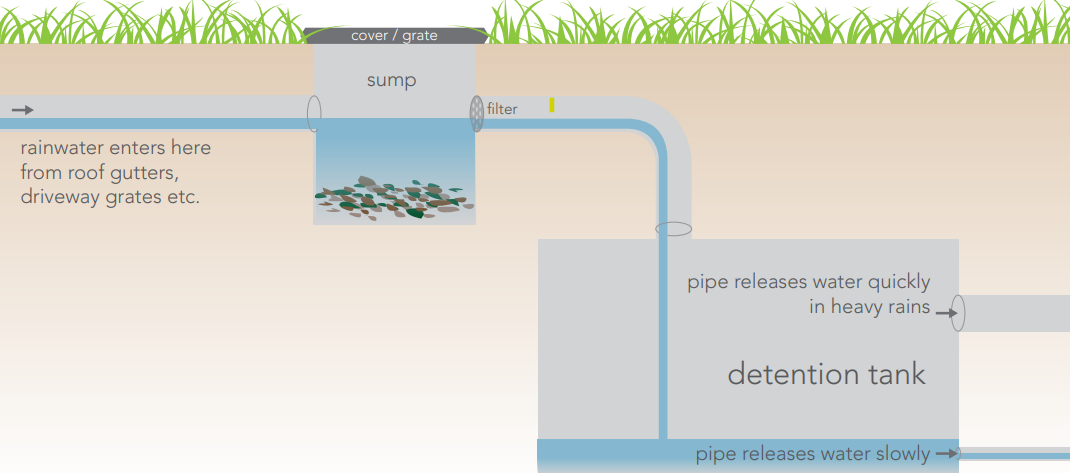 cover / grate
sump
filter
rainwater enters here
from roof gutters,
driveway grates etc.
pipe releases water quickly
in heavy rains
detention tank
pipe releases water slowly